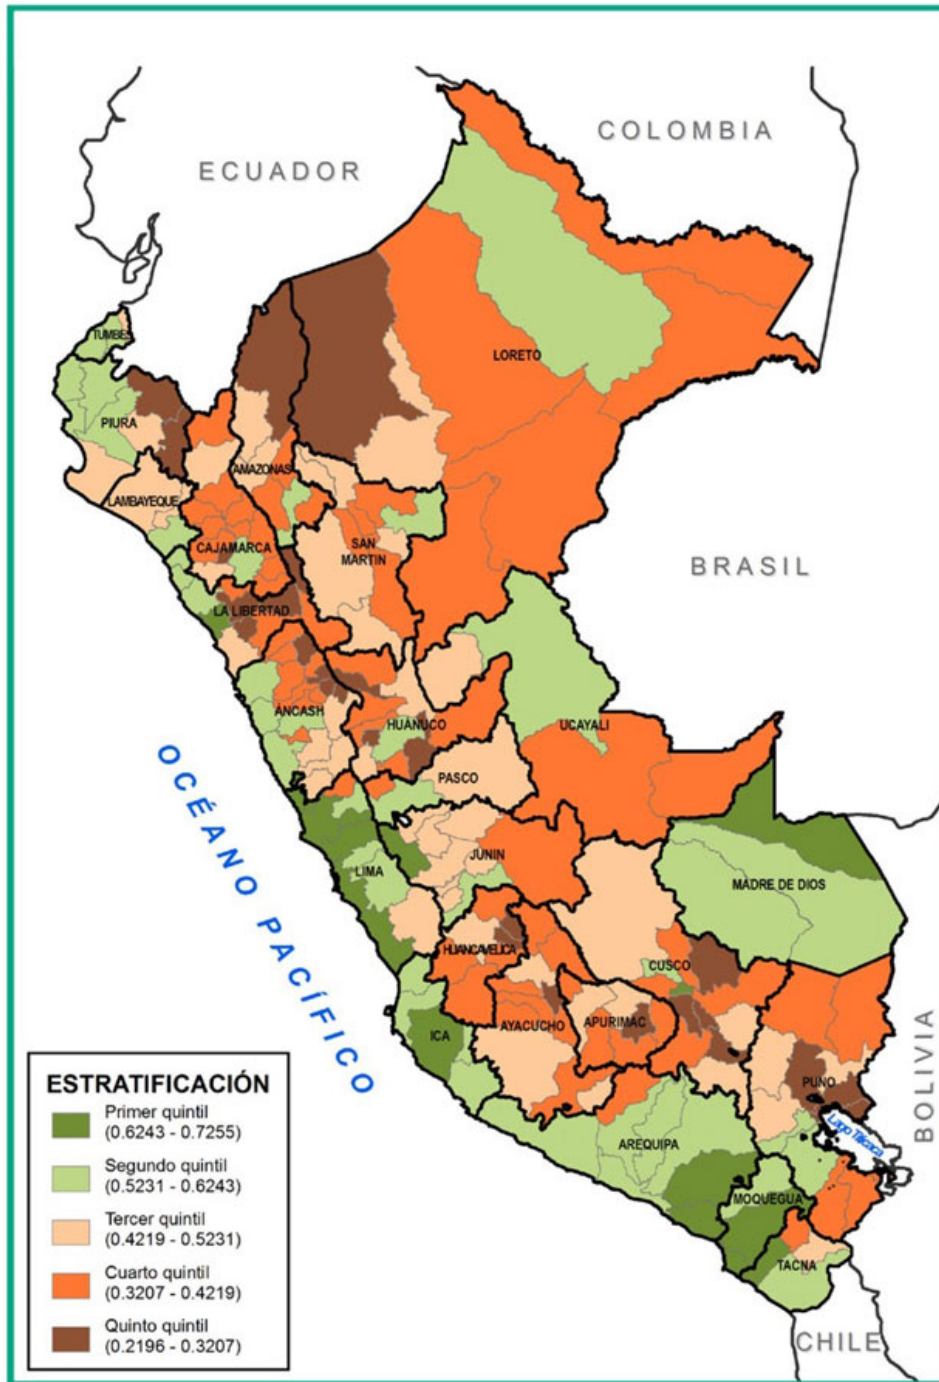 COLOMBIA
ECUADOR
TUMBES
LORETO
PIURA
AMAZONAS
LAMBAYEQUE
CAJAMARCA
SAN
MARTIN
BRASIL
LA LIBERTAD
ANCASH
HUÁNUCO
UCAYALI
PASCO
OCÉANO PACÍFICO
JUNIN
LIMA
MADRE DE DIOS
HUANCAVELICA
CUSCO
ICA
AYACUCHO
APURIMAC
PUNO
BOLIVIA
Lago Titicaca
AREQUIPA
MOQUEGUA
TACNA
CHILE
ESTRATIFICACIÓN
Primer quintil
(0.6243 - 0.7255)
Segundo quintil
(0.5231 - 0.6243)
Tercer quintil
(0.4219 - 0.5231)
Cuarto quintil
(0.3207 - 0.4219)
Quinto quintil
(0.2196 - 0.3207)